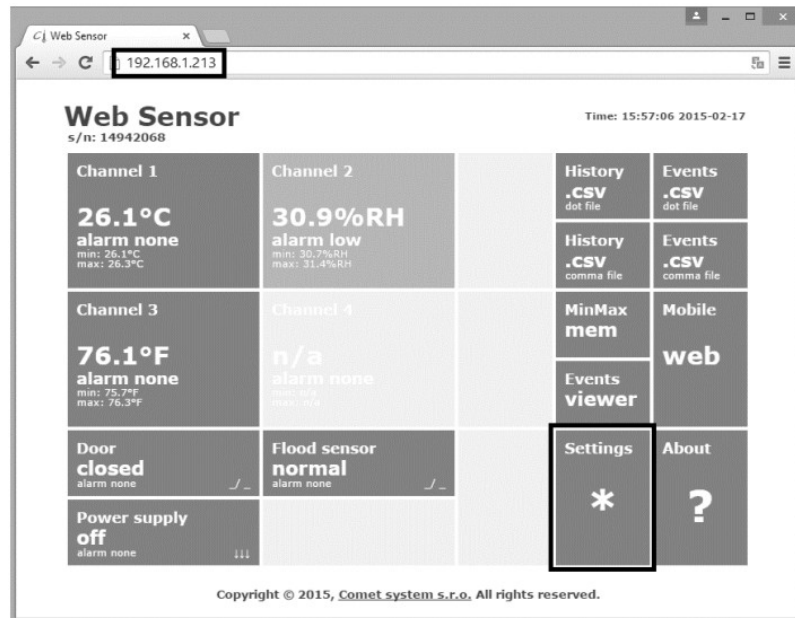 Web Sensor
192.168.1.213
Web Sensor
s/n: 14942068
Time: 15:57:06 2015-02-17
Channel 1
26.1°C
alarm none
min: 26.1°C
max: 26.3°C
Channel 2
30.9%RH
alarm low
min: 30.7%RH
max: 31.4%RH
History
.csv
dot file
Events
.csv
dot file
History
.csv
comma file
Events
.csv
comma file
Channel 3
76.1°F
alarm none
min: 75.7°F
max: 76.3°F
Channel 4
n/a
alarm none
min: n/a
max: n/a
MinMax
mem
Mobile
web
Events
viewer
Door
closed
alarm none
Flood sensor
normal
alarm none
Settings
*
About
?
Power supply
off
alarm none
Copyright © 2015, Comet system s.r.o. All rights reserved.